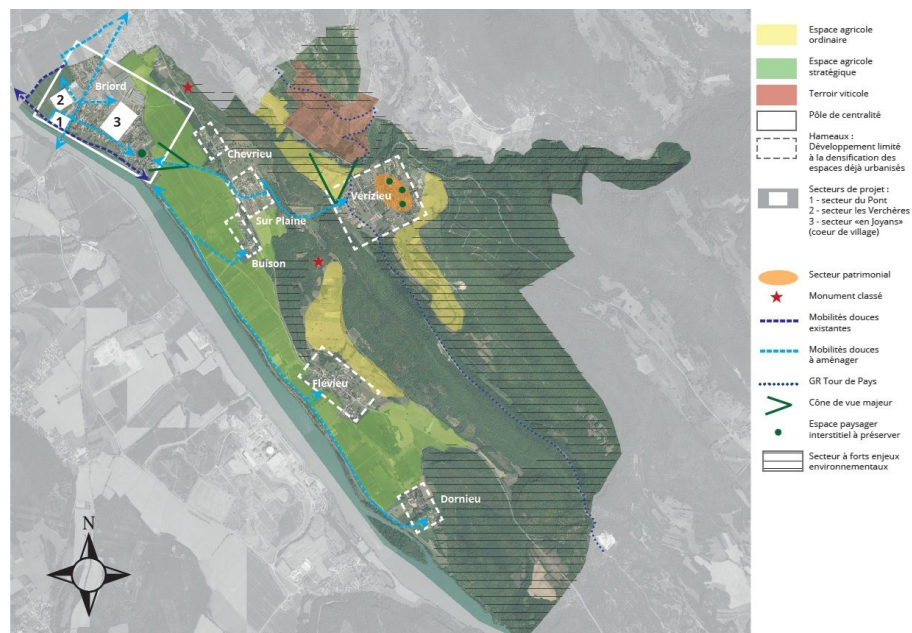 Briord
2
1
3
Chevrieu
Vérizieu
Sur Plaine
Buison
Flévieu
Dornieu
N
Espace agricole
ordinaire
Espace agricole
stratégique
Terroir viticole
Pôle de centralité
Hameaux :
Développement limité
à la densification des
espaces déjà urbanisés
Secteurs de projet :
1 - secteur du Pont
2 - secteur les Verchères
3 - secteur «en Joyans»
(coeur de village)
Secteur patrimonial
Monument classé
Mobilités douces
existantes
Mobilités douces
à aménager
GR Tour de Pays
Cône de vue majeur
Espace paysager
interstitiel à préserver
Secteur à forts enjeux
environnementaux